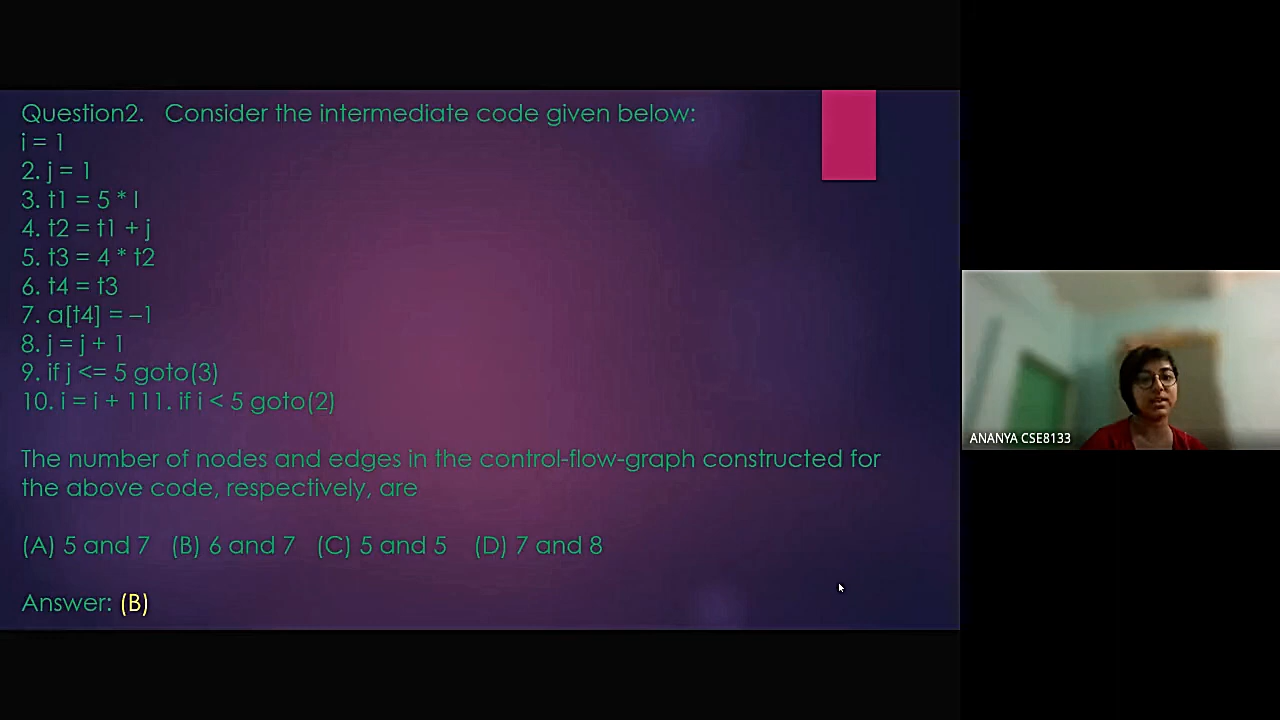 Question2.   Consider the intermediate code given below:
i = 1
2. j = 1
3. t1 = 5 * I
4. t2 = t1 + j
5. t3 = 4 * t2
6. t4 = t3
7. a[t4] = –1
8. j = j + 1
9. if j <= 5 goto(3)
10. i = i + 111. if i < 5 goto(2)
The number of nodes and edges in the control-flow-graph constructed for
the above code, respectively, are
(A) 5 and 7   (B) 6 and 7   (C) 5 and 5    (D) 7 and 8
Answer: (B)
ANANYA CSE8133